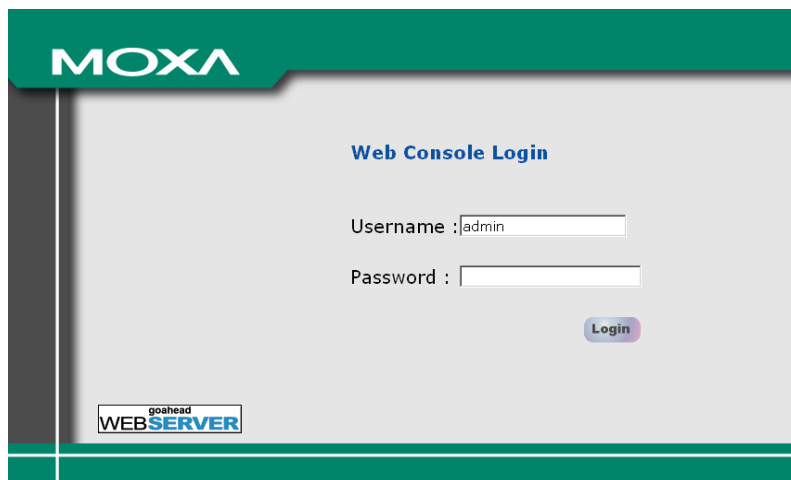 MOXA
Web Console Login
Username : admin
Password :
Login
goahead
WEBSERVER